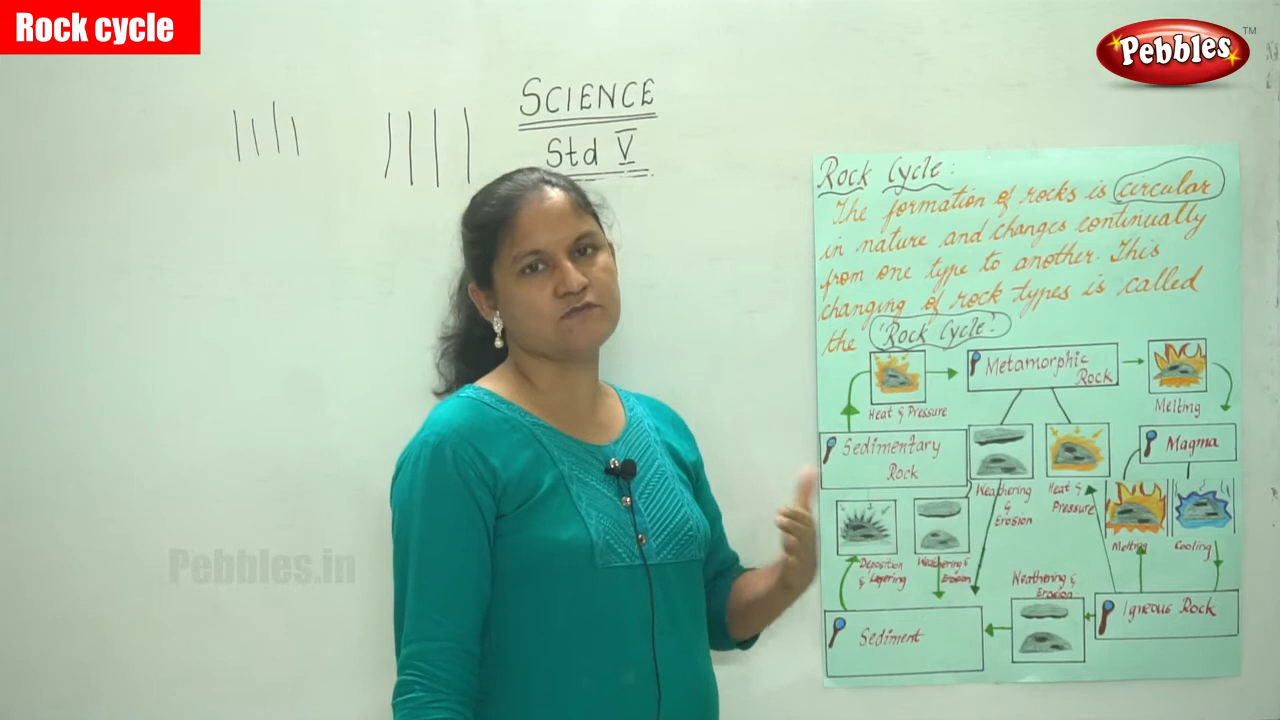 Rock cycle
Pebbles
TM
SCIENCE
Std V
Rock Cycle:
The formation of rocks is circular
in nature and changes continually
from one type to another. This
changing of rock types is called
the 'Rock Cycle'.
Metamorphic
Rock
Heat & Pressure
Melting
Sedimentary
Rock
Magma
Weathering
&
Erosion
Heat &
Pressure
Melting
Cooling
Deposition
& Layering
Weathering &
Erosion
Weathering &
Erosion
Igneous Rock
Sediment
Pebbles.in